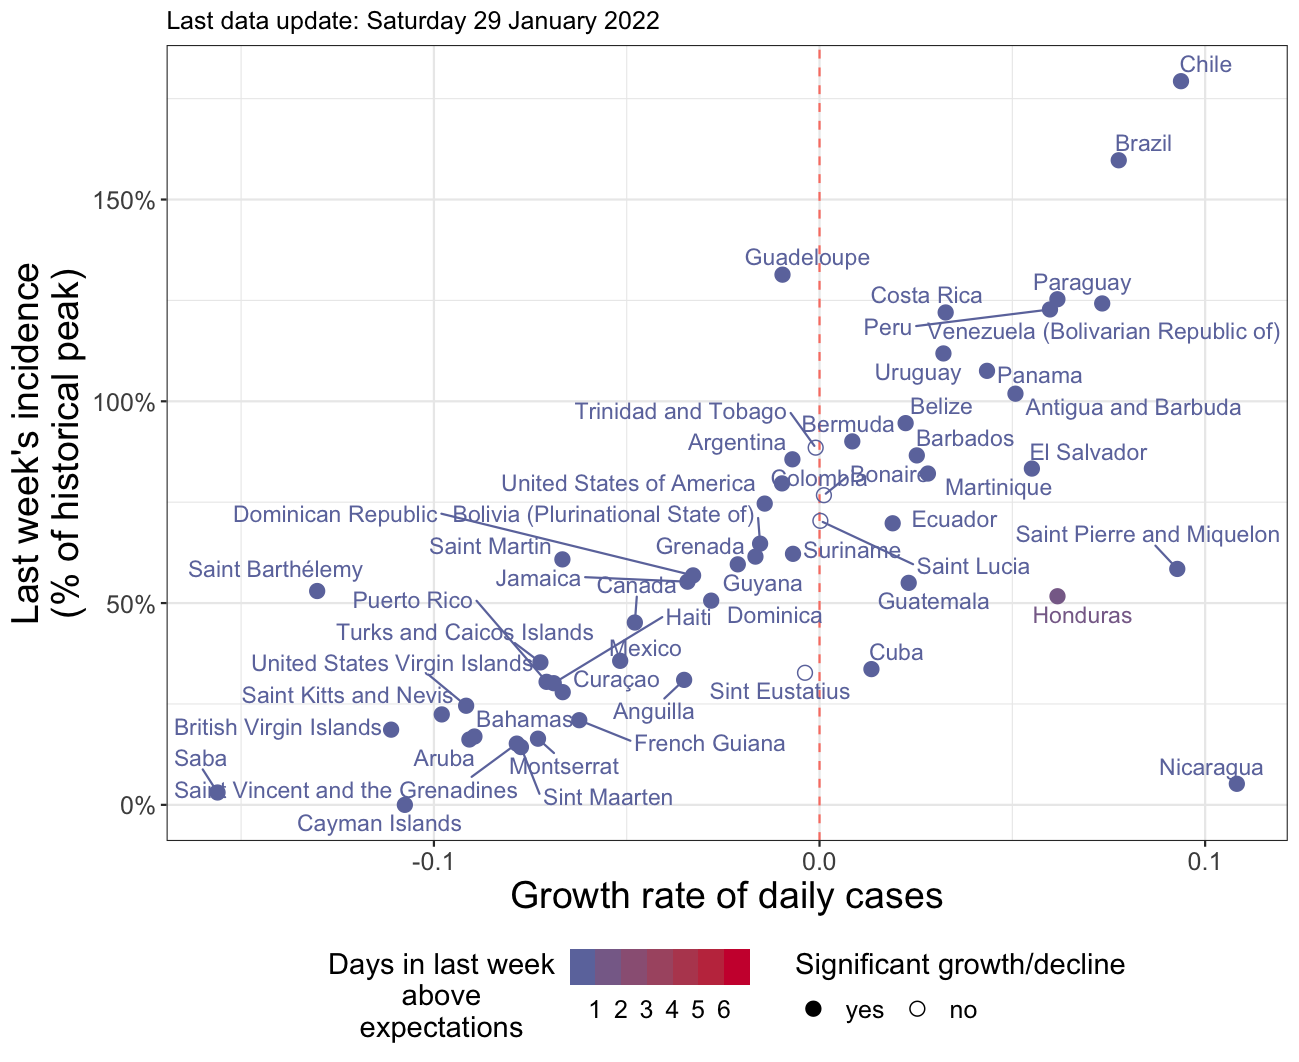 Last data update: Saturday 29 January 2022
Last week's incidence
(% of historical peak)
150%
100%
50%
0%
Chile
Brazil
Guadeloupe
Paraguay
Costa Rica
Peru
Venezuela (Bolivarian Republic of)
Uruguay
Panama
Antigua and Barbuda
Belize
Trinidad and Tobago
Bermuda
Argentina
Barbados
El Salvador
Colombia
Bonaire
United States of America
Martinique
Dominican Republic
Bolivia (Plurinational State of)
Ecuador
Saint Pierre and Miquelon
Saint Martin
Grenada
Suriname
Saint Lucia
Saint Barthélemy
Jamaica
Canada
Guyana
Puerto Rico
Guatemala
Honduras
Haiti
Dominica
Turks and Caicos Islands
Mexico
Cuba
United States Virgin Islands
Curaçao
Sint Eustatius
Saint Kitts and Nevis
Anguilla
British Virgin Islands
Bahamas
French Guiana
Saba
Aruba
Montserrat
Nicaragua
Saint Vincent and the Grenadines
Sint Maarten
Cayman Islands
-0.1
0.0
0.1
Growth rate of daily cases
Days in last week
above
expectations
1 2 3 4 5 6
Significant growth/decline
yes
no